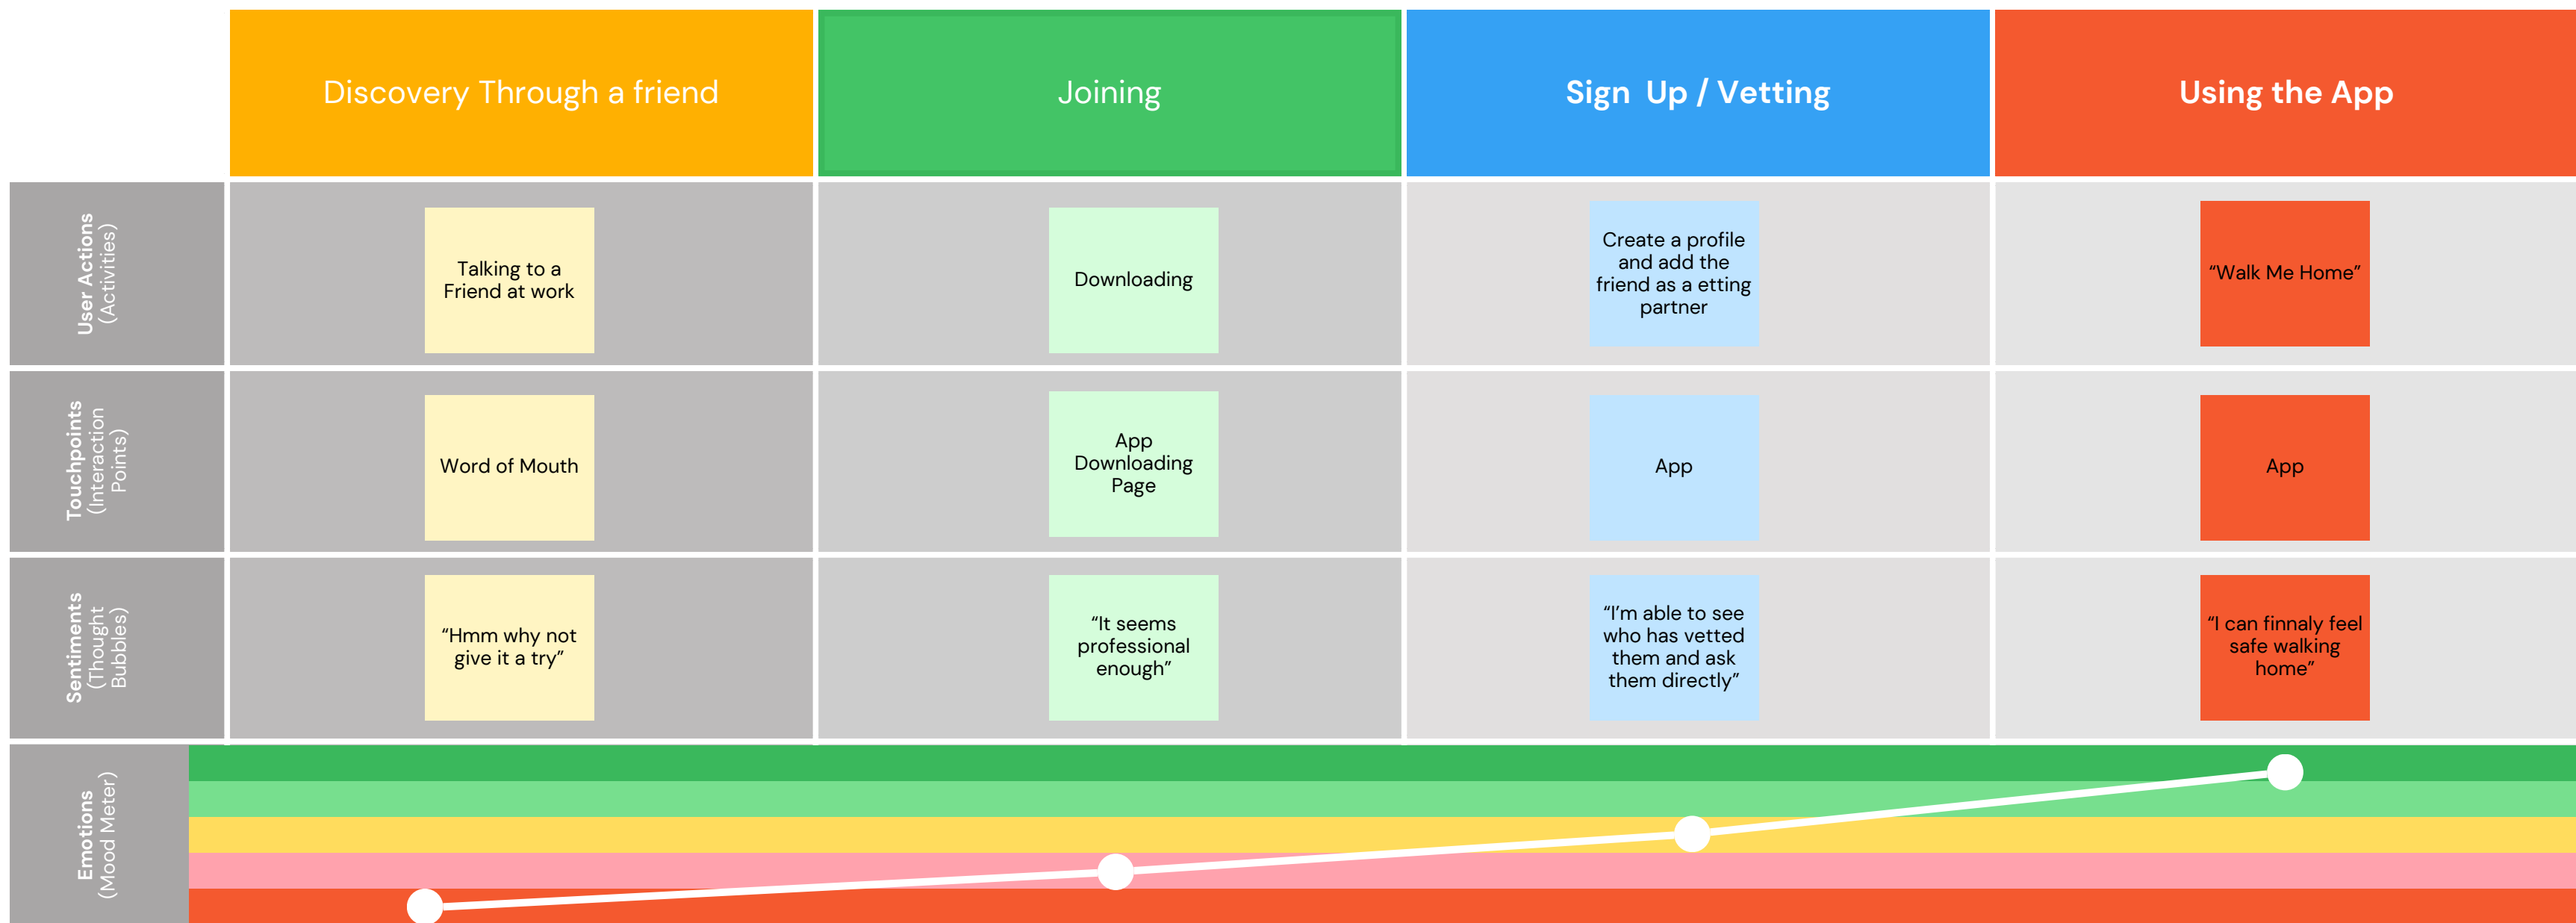 Discovery Through a friend
Joining
Sign Up / Vetting
Using the App
User Actions
(Activities)
Talking to a
Friend at work
Downloading
Create a profile
and add the
friend as a etting
partner
“Walk Me Home”
Touchpoints
(Interaction
Points)
Word of Mouth
App
Downloading
Page
App
App
Sentiments
(Thought
Bubbles)
“Hmm why not
give it a try”
“It seems
professional
enough”
“I’m able to see
who has vetted
them and ask
them directly”
“I can finnaly feel
safe walking
home”
Emotions
(Mood Meter)